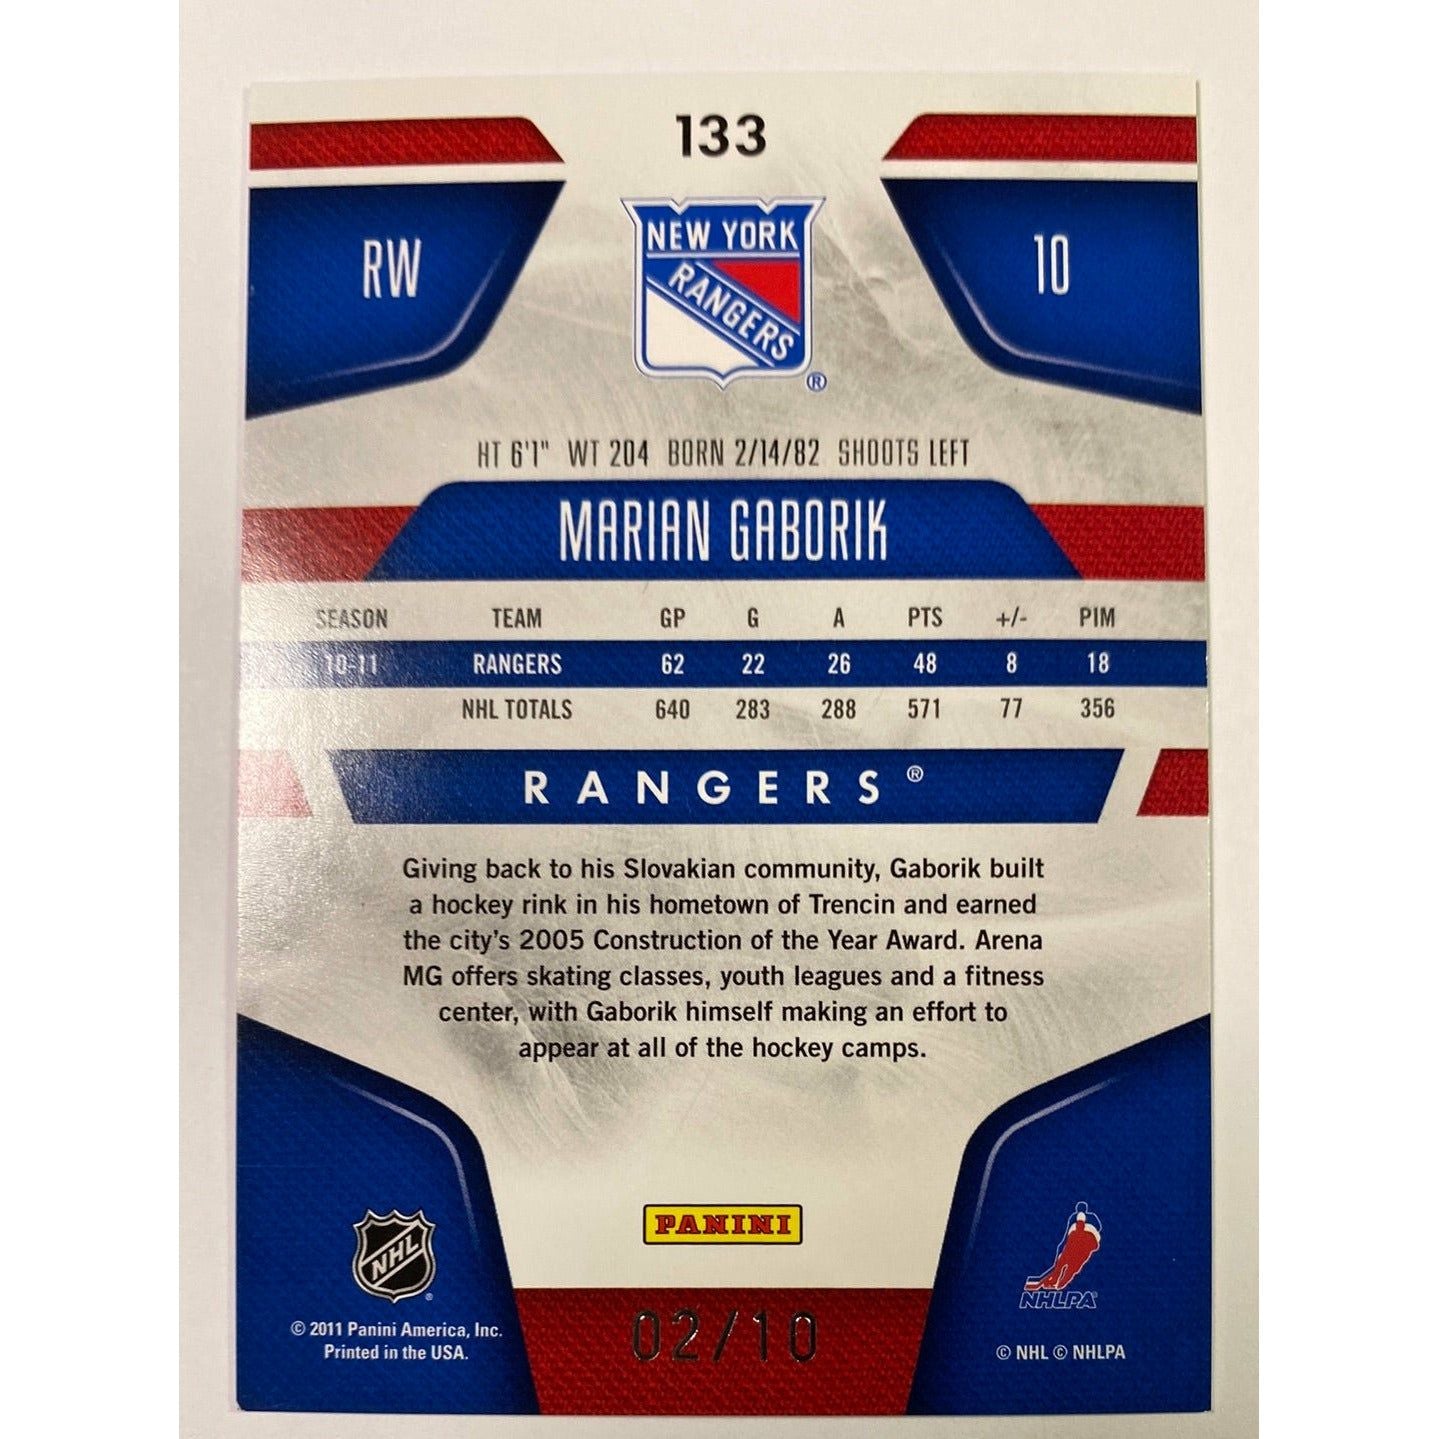 133
RW
NEW YORK
RANGERS
®
10
HT 6'1" WT 204 BORN 2/14/82 SHOOTS LEFT
MARIAN GABORIK
SEASON TEAM GP G A PTS +/- PIM
10-11 RANGERS 62 22 26 48 8 18
NHL TOTALS 640 283 288 571 77 356
RANGERS®
Giving back to his Slovakian community, Gaborik built
a hockey rink in his hometown of Trencin and earned
the city's 2005 Construction of the Year Award. Arena
MG offers skating classes, youth leagues and a fitness
center, with Gaborik himself making an effort to
appear at all of the hockey camps.
PANINI
NHL
®
NHLPA
© 2011 Panini America, Inc.
Printed in the USA.
02/10
© NHL © NHLPA